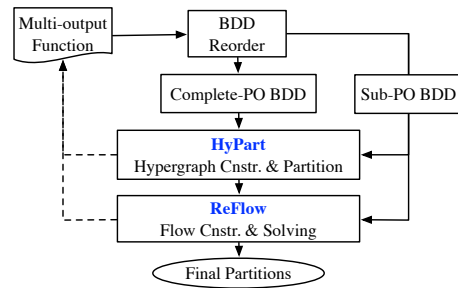 Multi-output
Function
BDD
Reorder
Complete-PO BDD
Sub-PO BDD
HyPart
Hypergraph Cnstr. & Partition
ReFlow
Flow Cnstr. & Solving
Final Partitions